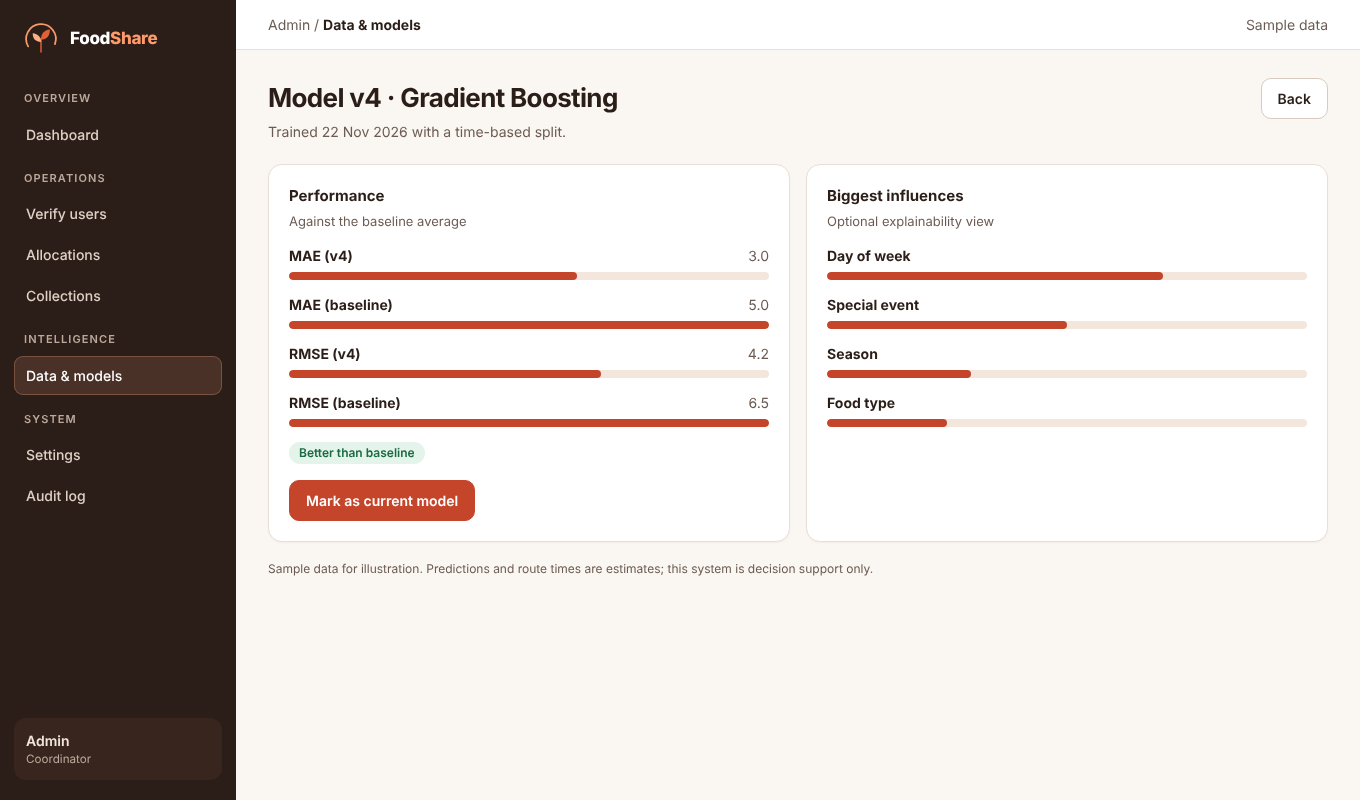 FoodShare
OVERVIEW
Dashboard
OPERATIONS
Verify users
Allocations
Collections
INTELLIGENCE
Data & models
SYSTEM
Settings
Audit log
Admin
Coordinator
Admin / Data & models
Sample data
Model v4 · Gradient Boosting
Back
Trained 22 Nov 2026 with a time-based split.
Performance
Against the baseline average
MAE (v4) 3.0
MAE (baseline) 5.0
RMSE (v4) 4.2
RMSE (baseline) 6.5
Better than baseline
Mark as current model
Biggest influences
Optional explainability view
Day of week
Special event
Season
Food type
Sample data for illustration. Predictions and route times are estimates; this system is decision support only.